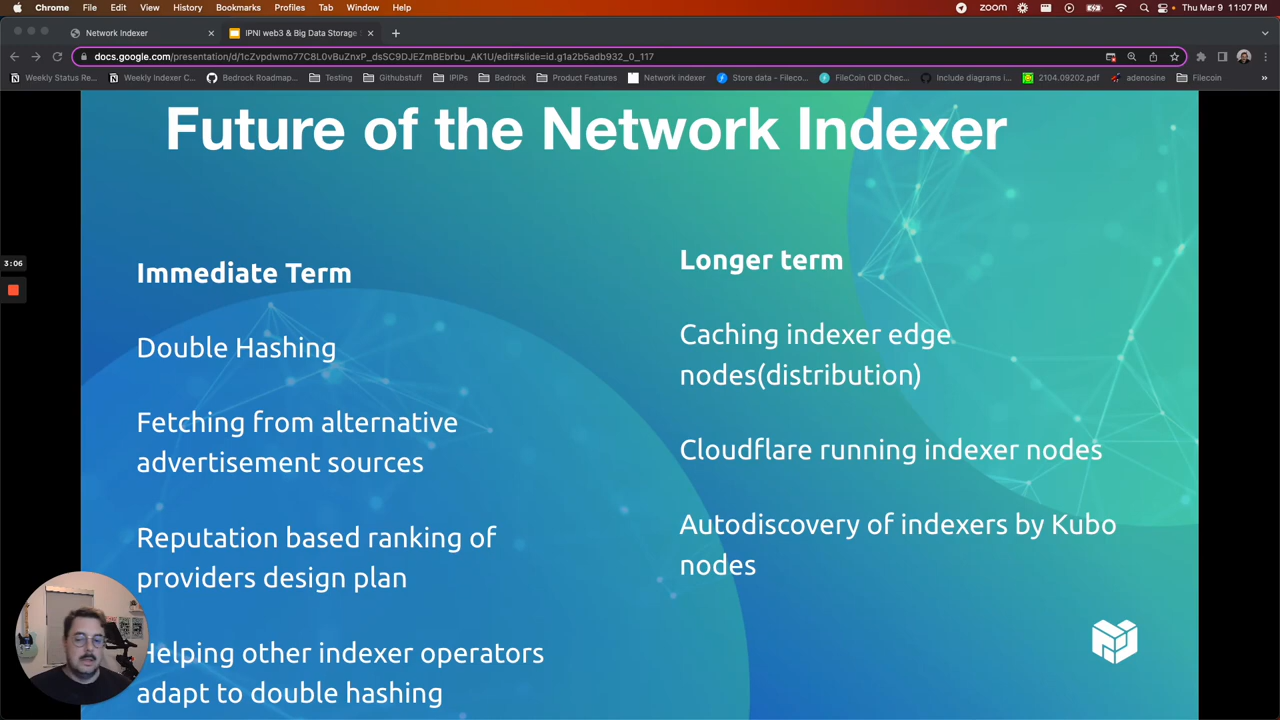 Chrome File Edit View History Bookmarks Profiles Tab Window Help
zoom Thu Mar 9 11:07 PM
Network Indexer
IPNI web3 & Big Data Storage
docs.google.com/presentation/d/1cZvpdwmo77C8L0vBuZnxP_dsSC9DJEZmEbrbu_AK1U/edit#slide=id.g1a2b5adb932_0_117
Weekly Status Re... Weekly Indexer C... Bedrock Roadmap... Testing Githubstuff IPIPs Bedrock Product Features Network indexer Store data - Fileco... FileCoin CID Chec... Include diagrams i... 2104.09202.pdf adenosine Filecoin
Future of the Network Indexer
3:06
Immediate Term
Double Hashing
Fetching from alternative
advertisement sources
Reputation based ranking of
providers design plan
Helping other indexer operators
adapt to double hashing
Longer term
Caching indexer edge
nodes(distribution)
Cloudflare running indexer nodes
Autodiscovery of indexers by Kubo
nodes